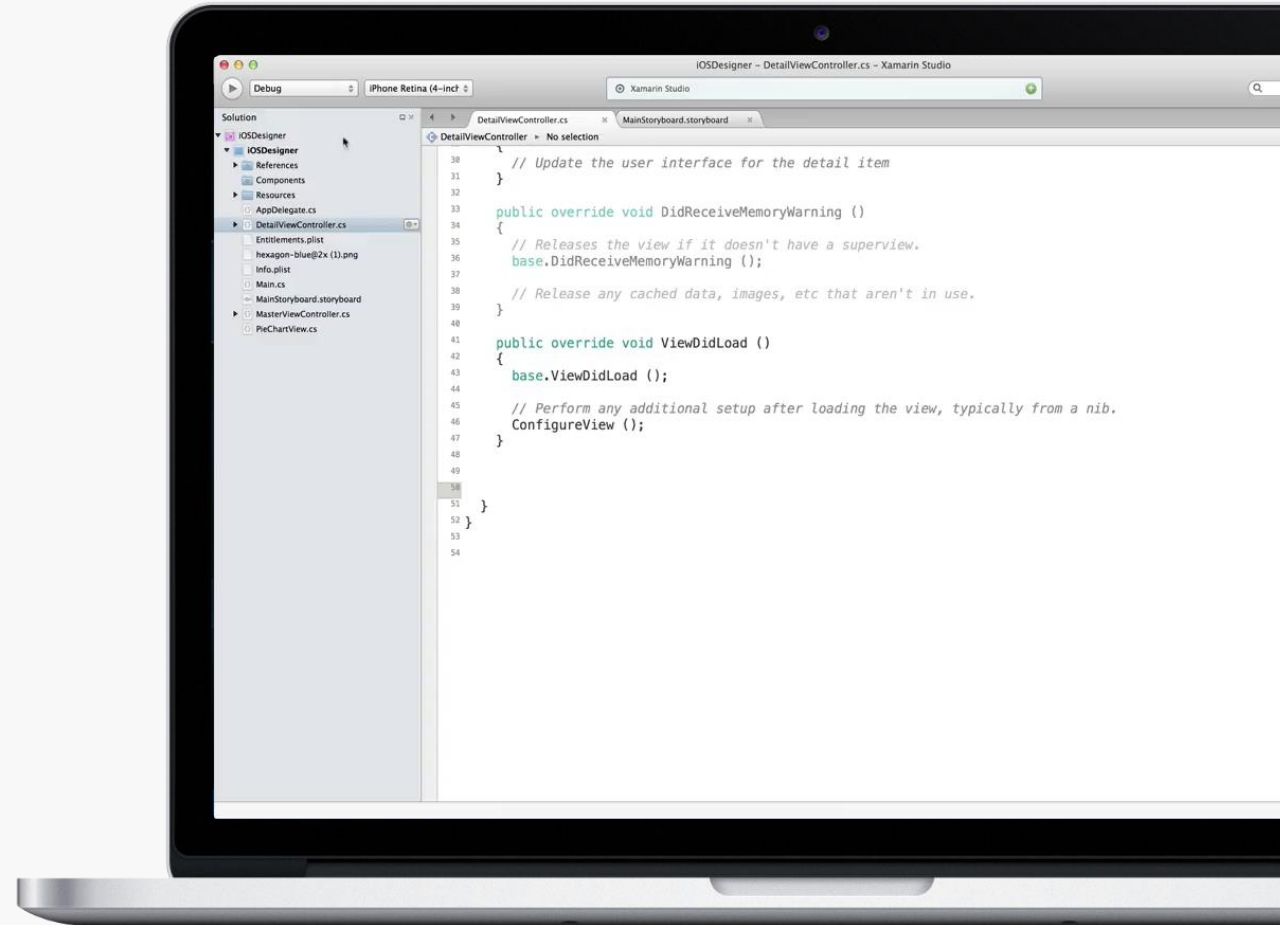 iOSDesigner – DetailViewController.cs – Xamarin Studio
Debug
iPhone Retina (4-inch
Xamarin Studio
Solution
DetailViewController.cs
MainStoryboard.storyboard
iOSDesigner
DetailViewController ▸ No selection
iOSDesigner
References
Components
Resources
AppDelegate.cs
DetailViewController.cs
Entitlements.plist
hexagon-blue@2x (1).png
Info.plist
Main.cs
MainStoryboard.storyboard
MasterViewController.cs
PieChartView.cs
{
30 // Update the user interface for the detail item
31 }
32
33 public override void DidReceiveMemoryWarning ()
34 {
35 // Releases the view if it doesn't have a superview.
36 base.DidReceiveMemoryWarning ();
37
38 // Release any cached data, images, etc that aren't in use.
39 }
40
41 public override void ViewDidLoad ()
42 {
43 base.ViewDidLoad ();
44
45 // Perform any additional setup after loading the view, typically from a nib.
46 ConfigureView ();
47 }
48
49
50
51 }
52 }
53
54